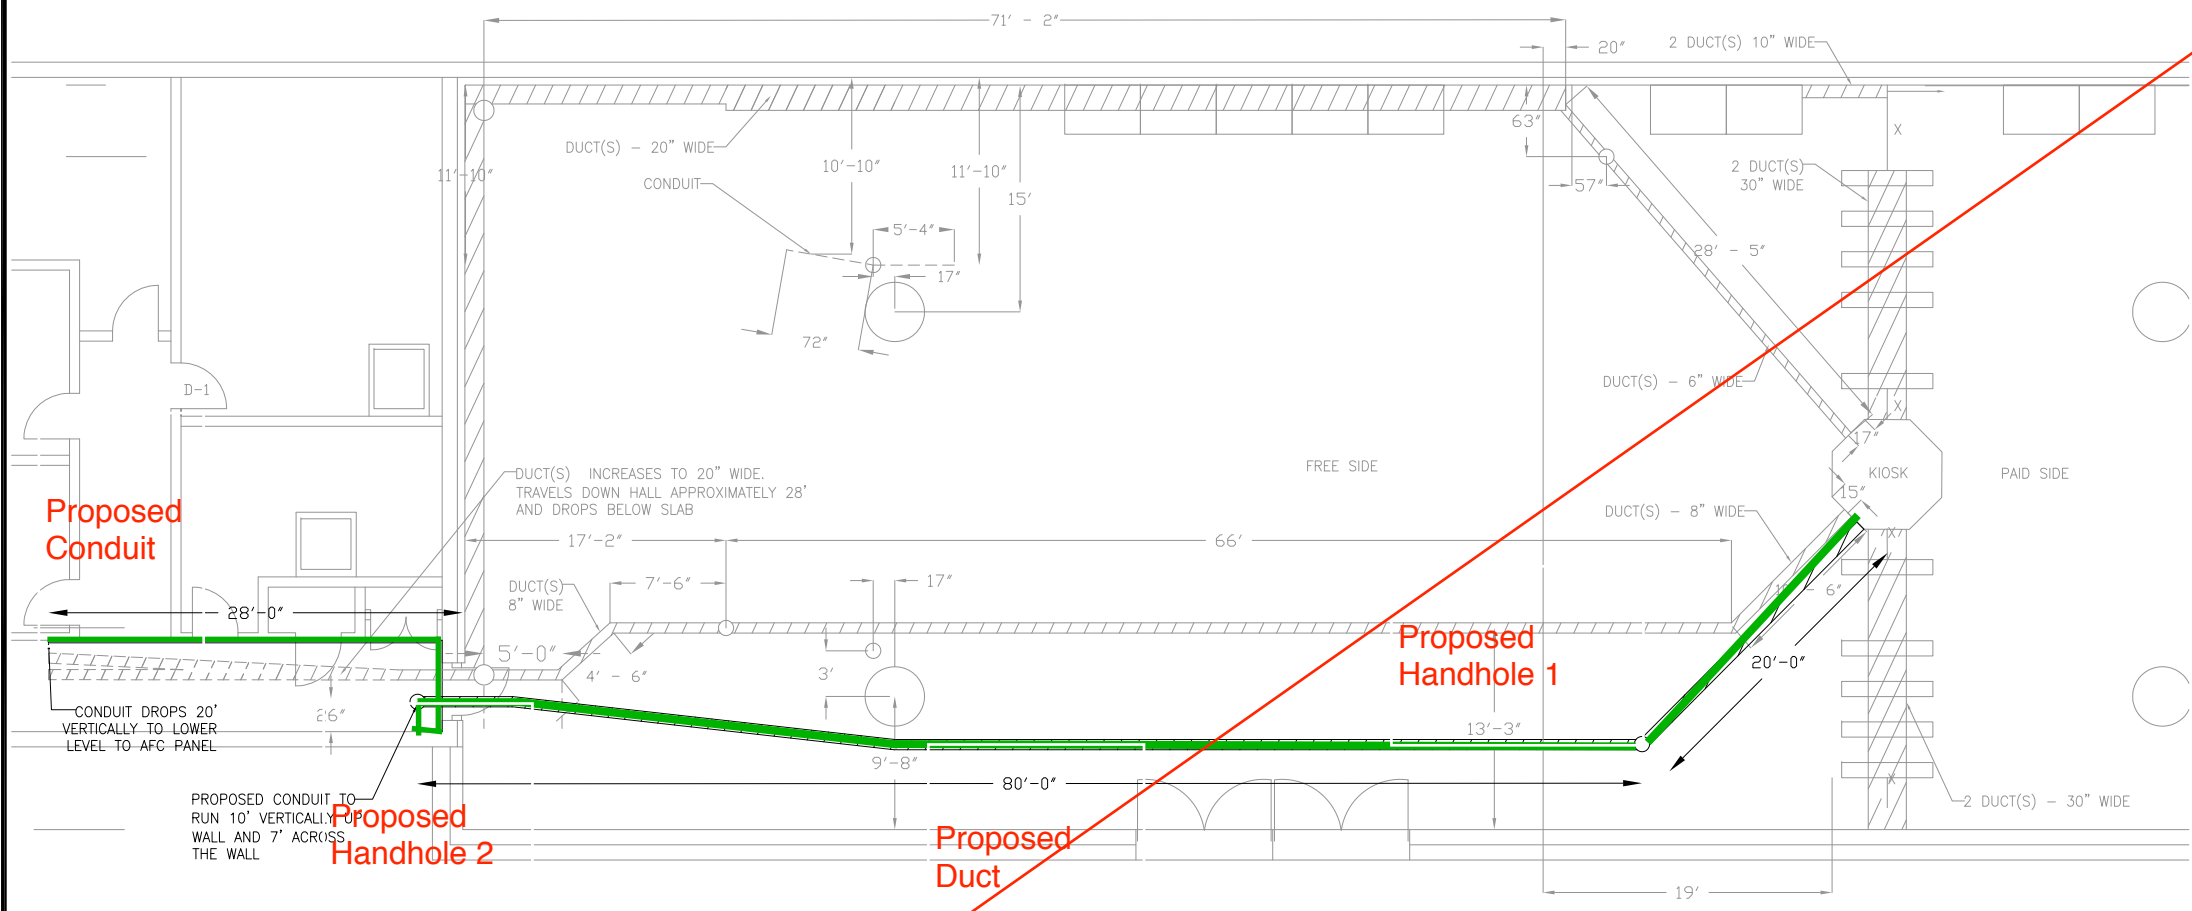 71' - 2"
20"
2 DUCT(S) 10" WIDE
63"
X
DUCT(S) - 20" WIDE
10'-10"
11'-10"
11'-10"
2 DUCT(S)
30" WIDE
CONDUIT
57"
15'
5'-4"
28' - 5"
17"
72"
D-1
DUCT(S) - 6" WIDE
X
17"
FREE SIDE
KIOSK
PAID SIDE
DUCT(S) INCREASES TO 20" WIDE.
TRAVELS DOWN HALL APPROXIMATELY 28'
AND DROPS BELOW SLAB
15"
Proposed
Conduit
DUCT(S) - 8" WIDE
X
17'-2"
66'
DUCT(S)
8" WIDE
7'-6"
17"
6"
28'-0"
Proposed
Handhole 1
5'-0"
4' - 6"
3'
20'-0"
26"
CONDUIT DROPS 20'
VERTICALLY TO LOWER
LEVEL TO AFC PANEL
13'-3"
9'-8"
80'-0"
X
PROPOSED CONDUIT TO
RUN 10' VERTICALLY UP
WALL AND 7' ACROSS
THE WALL
Proposed
Handhole 2
2 DUCT(S) - 30" WIDE
Proposed
Duct
19'